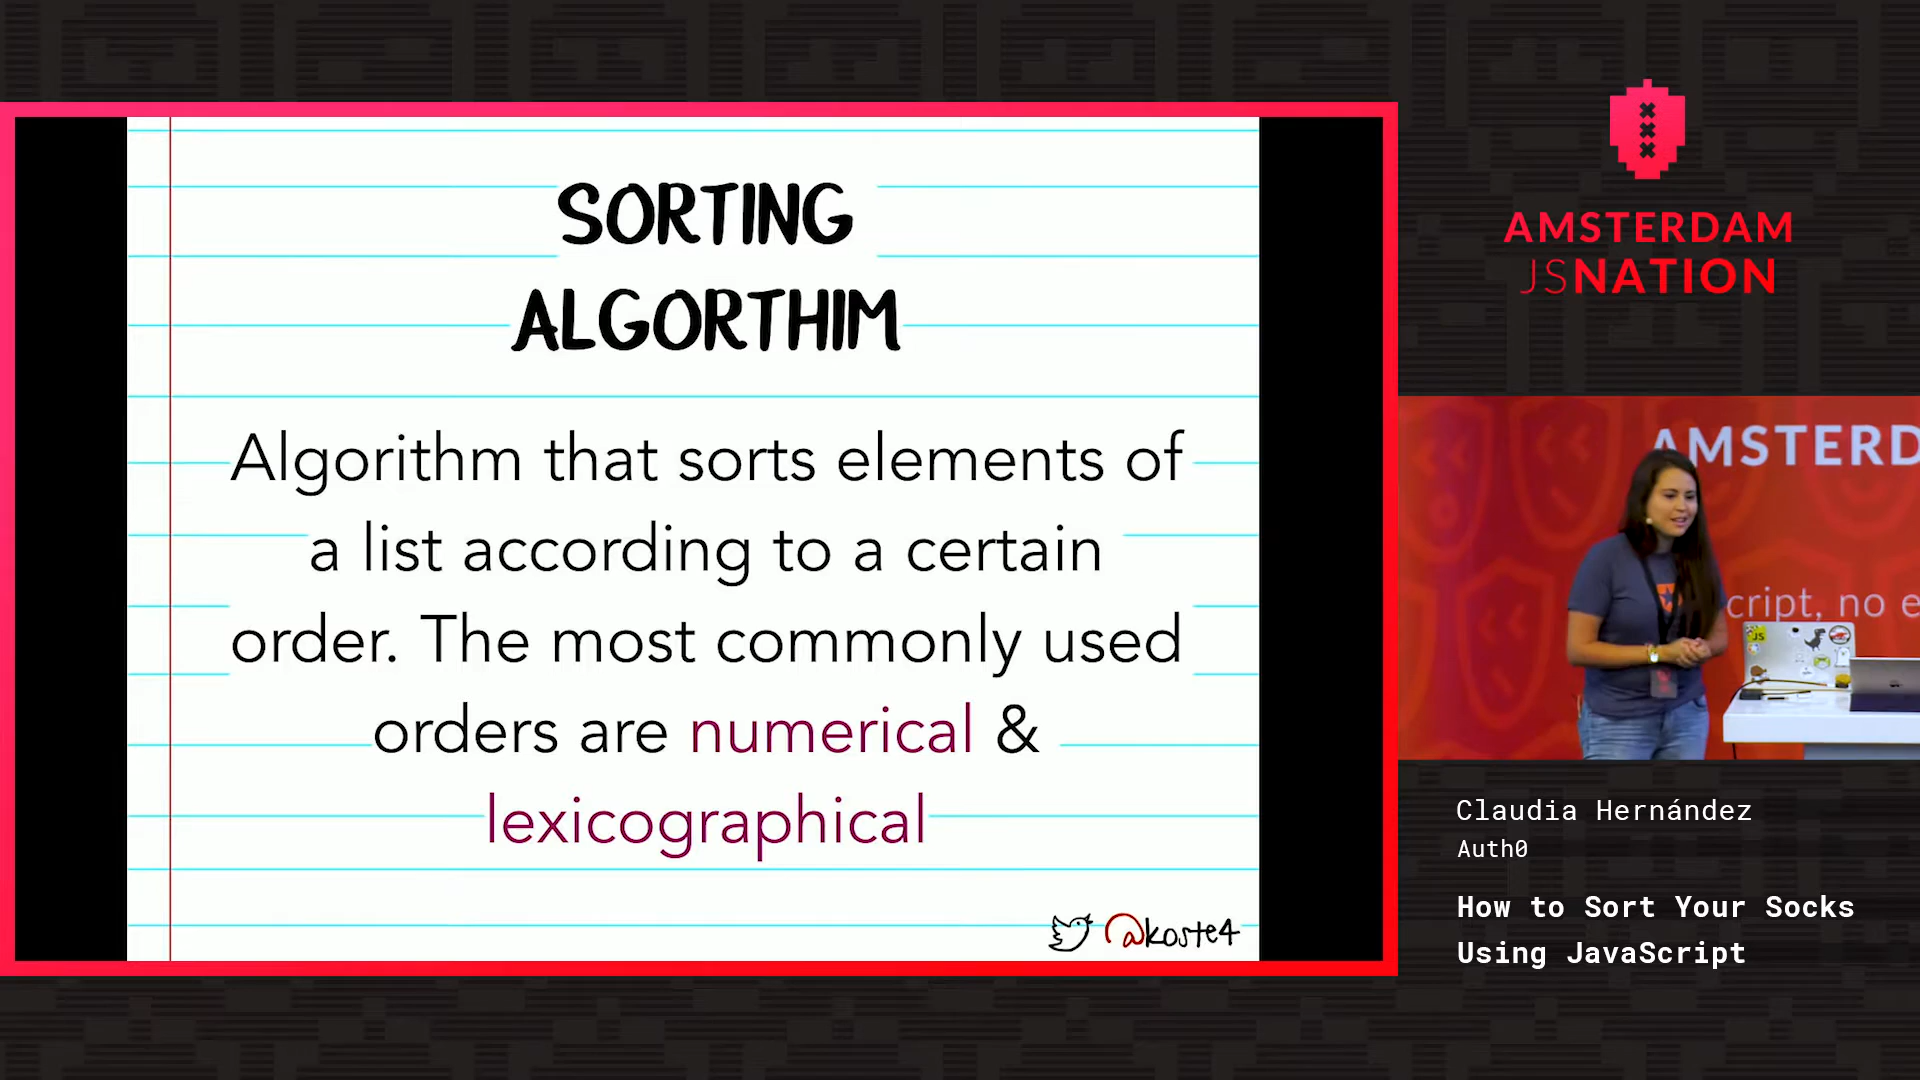 SORTING
ALGORTHIM
Algorithm that sorts elements of
a list according to a certain
order. The most commonly used
orders are numerical &
lexicographical
@koste4
AMSTERDAM
JSNATION
AMSTERD
cript, no e
JS
Claudia Hernández
Auth0
How to Sort Your Socks
Using JavaScript